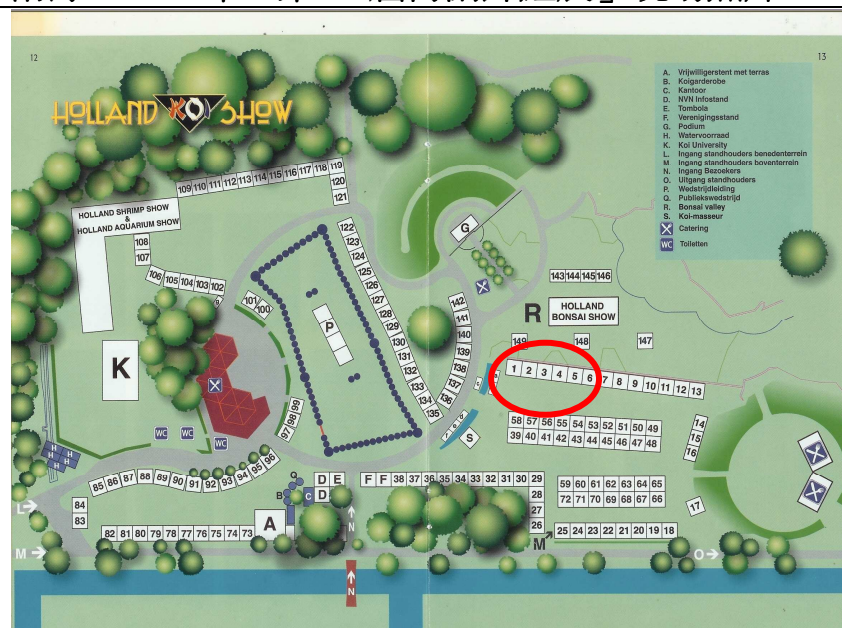 12
13
HOLLAND KOI SHOW
A. Vrijwilligerstent met terras
B. Koigarderobe
C. Kantoor
D. NVN Infostand
E. Tombola
F. Verenigingsstand
G. Podium
H. Watervoorraad
K. Koi University
L. Ingang standhouders benedenterrein
M Ingang standhouders boventerrein
N. Ingang Bezoekers
O. Uitgang standhouders
P. Wedstrijdleiding
Q. Publiekswedstrijd
R. Bonsai valley
S. Koi-masseur
Catering
WC Toiletten
109 110 111 112 113 114 115 116 117 118 119
120
121
HOLLAND SHRIMP SHOW
&
HOLLAND AQUARIUM SHOW
108
107
106 105 104 103 102
101
100
122
123
124
125
126
127
128
129
130
131
132
133
134
135
G
142
141
140
139
138
137
136
143 144 145 146
R
HOLLAND
BONSAI SHOW
149
148
147
P
K
1 2 3 4 5 6 7 8 9 10 11 12 13
14
15
16
17
58 57 56 55 54 53 52 51 50 49
39 40 41 42 43 44 45 46 47 48
S
WC WC WC
97 98 99
85 86 87 88 89 90 91 92 93 94 95 96
H H H H H
L
84
83
82 81 80 79 78 77 76 75 74 73
A
B
Q
C
D E
D
N
F F 38 37 36 35 34 33 32 31 30 29
28
27
26
59 60 61 62 63 64 65
72 71 70 69 68 67 66
M
25 24 23 22 21 20 19 18
M
O
N